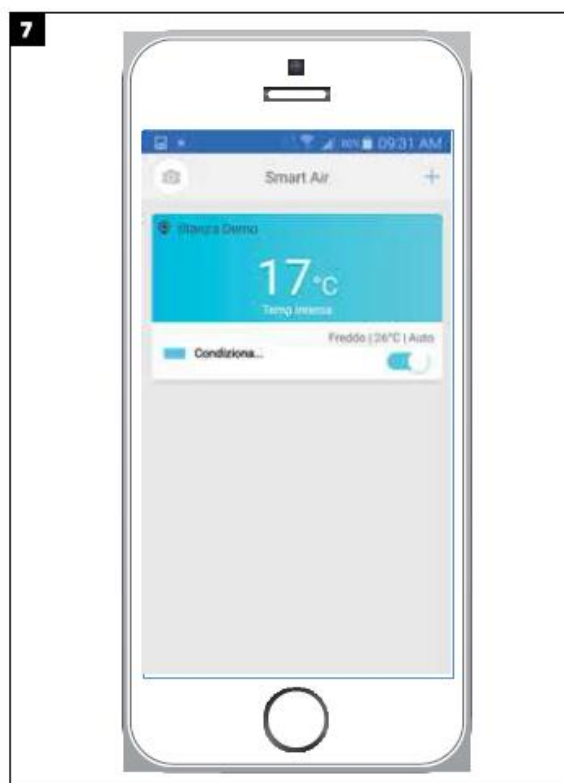 7
09:31 AM
Smart Air
Stanza Demo
17°C
Temp interna
Freddo | 26°C | Auto
Condiziona...